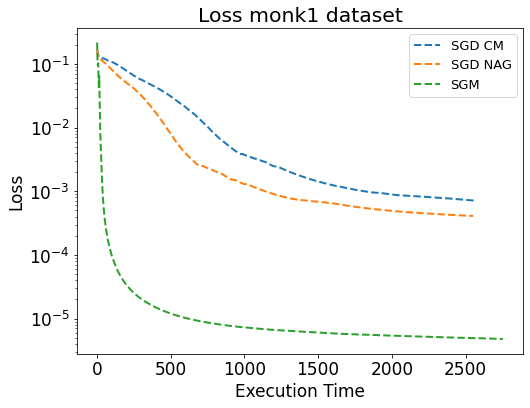 Loss monk1 dataset
SGD CM
SGD NAG
SGM
Loss
10⁻¹
10⁻²
10⁻³
10⁻⁴
10⁻⁵
0 500 1000 1500 2000 2500
Execution Time